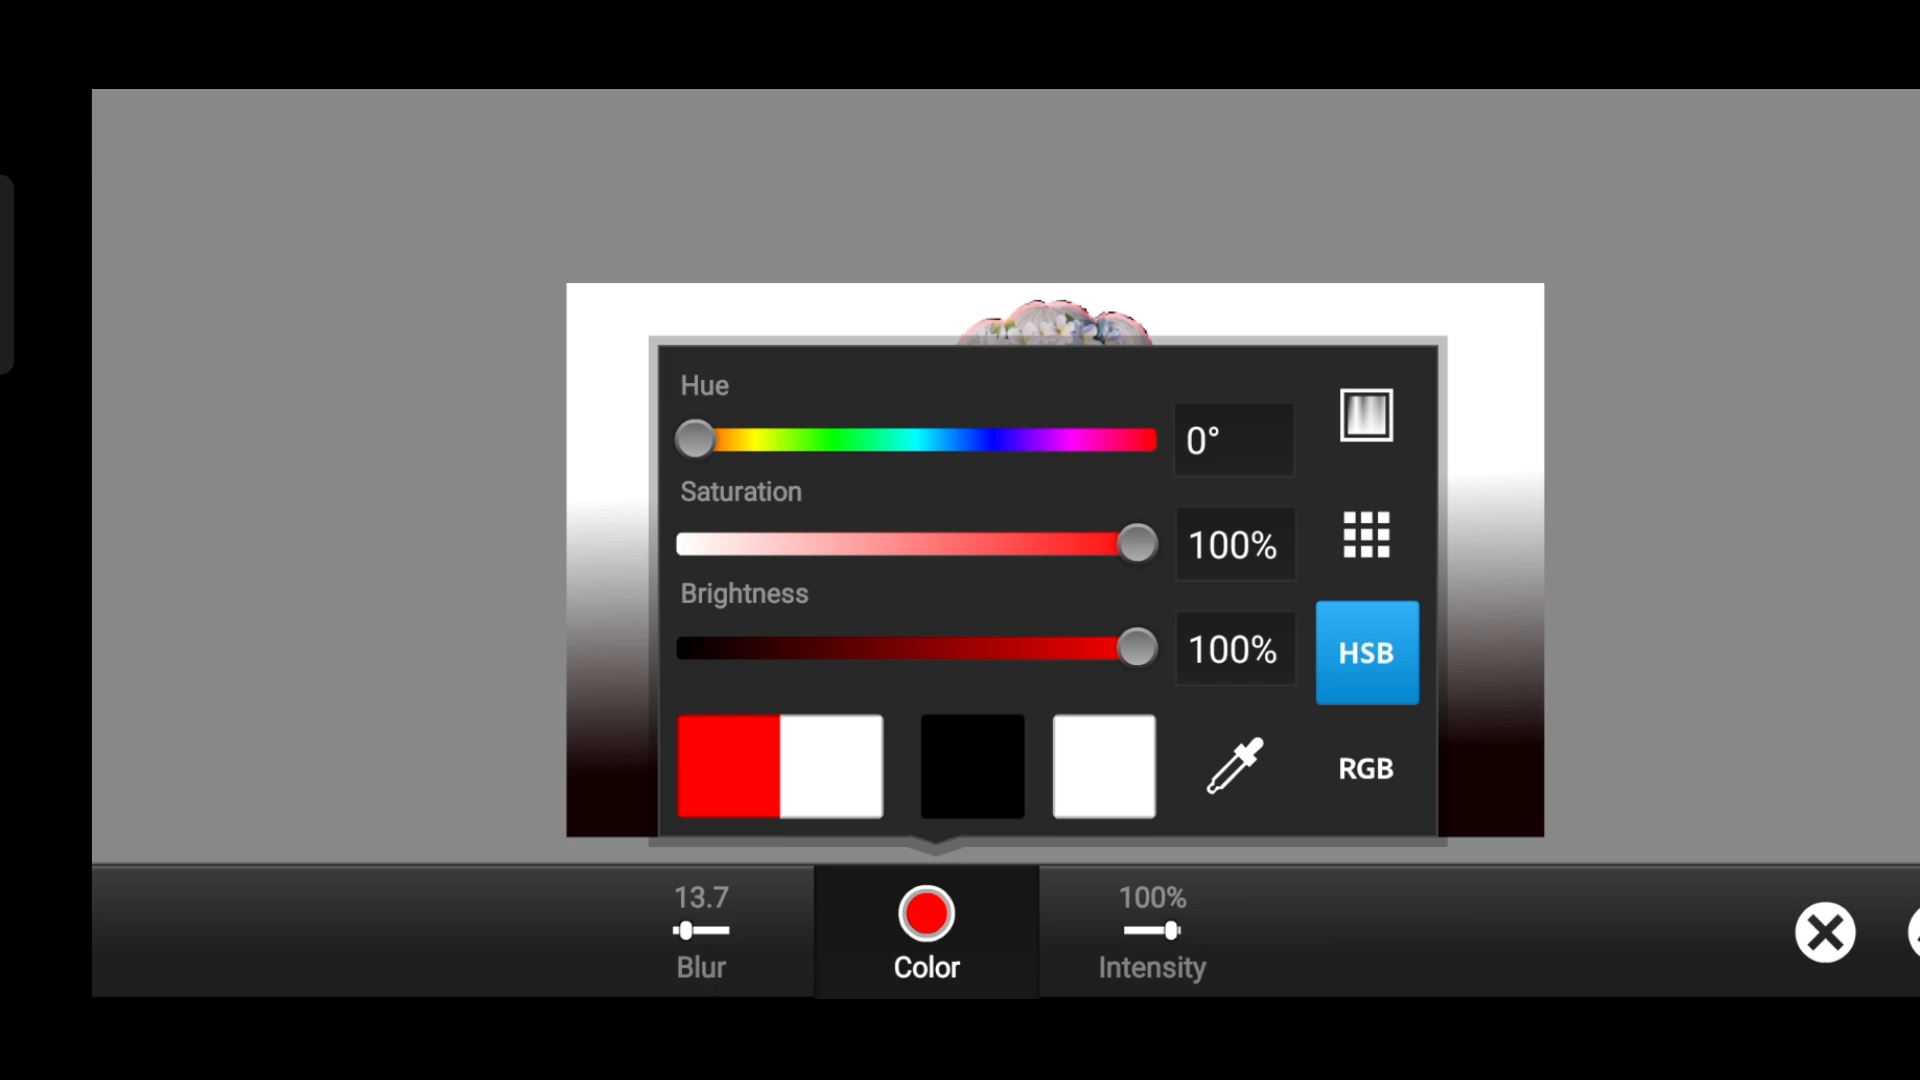 Hue
0°
Saturation
100%
Brightness
100%
HSB
RGB
13.7
100%
Blur
Color
Intensity